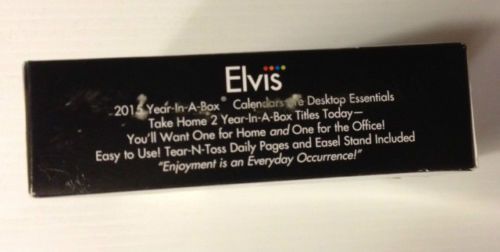 Elvis
2015 Year-In-A-Box® Calendars are Desktop Essentials
Take Home 2 Year-In-A-Box Titles Today—
You'll Want One for Home and One for the Office!
Easy to Use! Tear-N-Toss Daily Pages and Easel Stand Included
"Enjoyment is an Everyday Occurrence!"